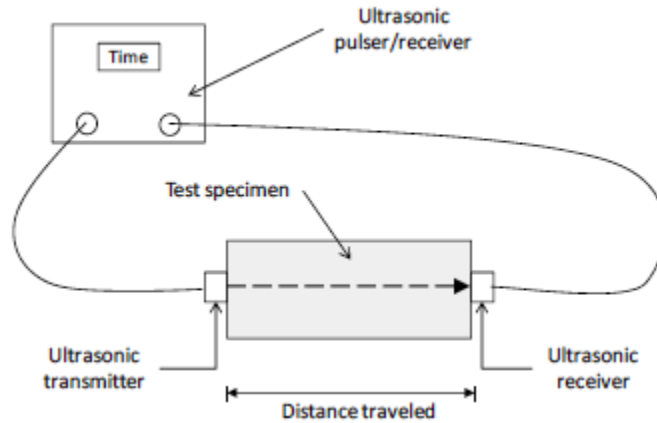 Ultrasonic
pulser/receiver
Time
Test specimen
Ultrasonic
transmitter
Ultrasonic
receiver
Distance traveled